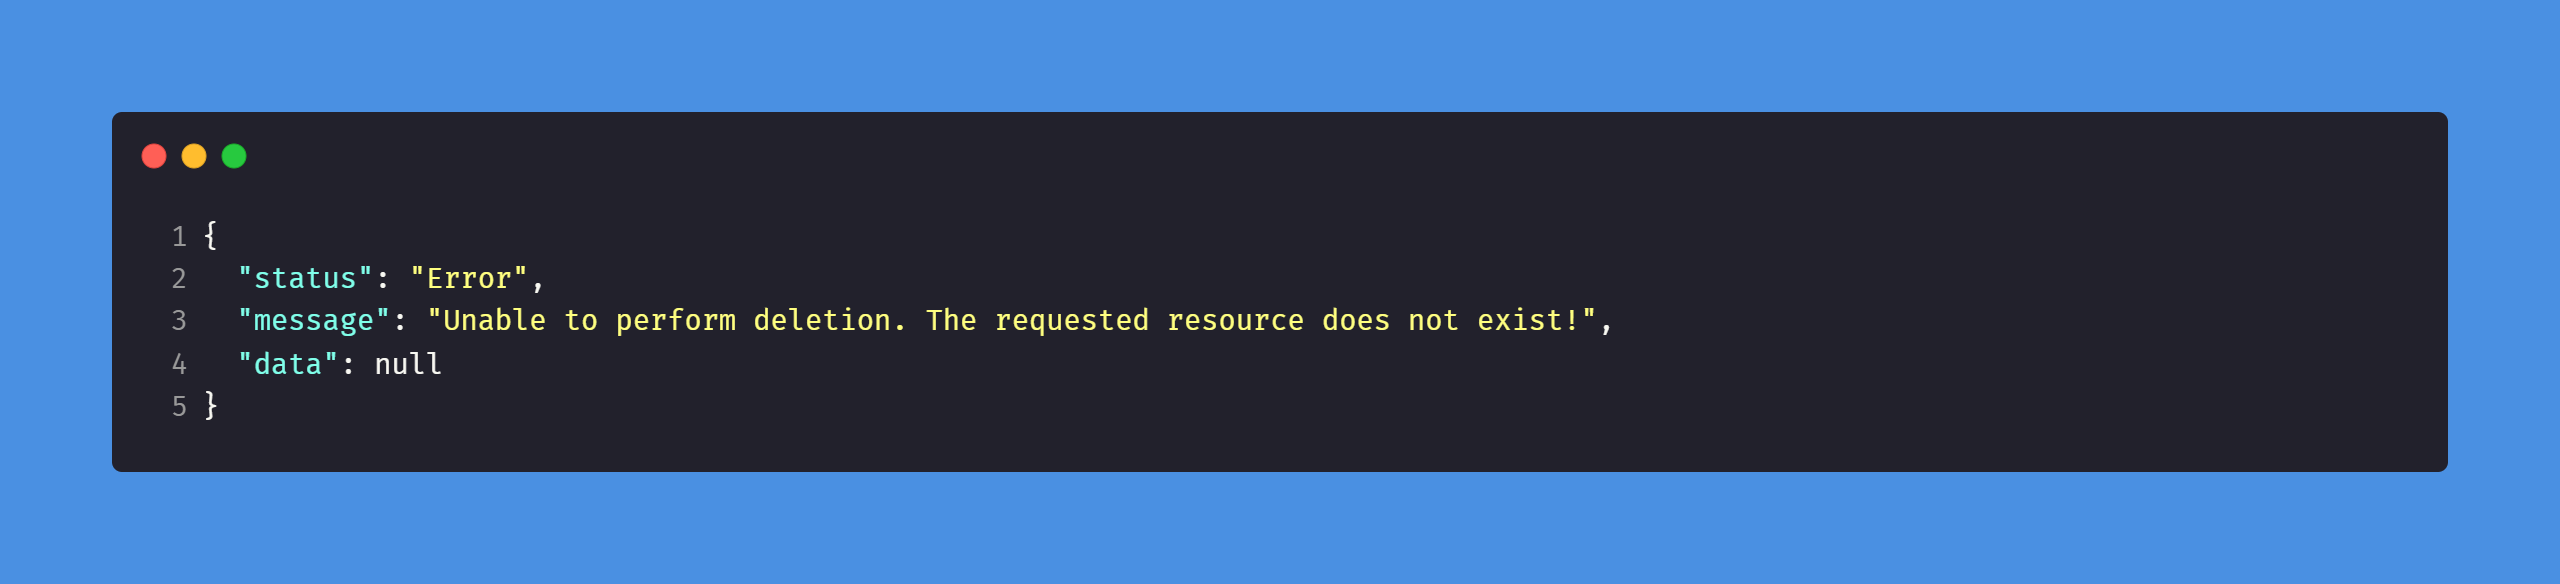 1 {
2   "status": "Error",
3   "message": "Unable to perform deletion. The requested resource does not exist!",
4   "data": null
5 }